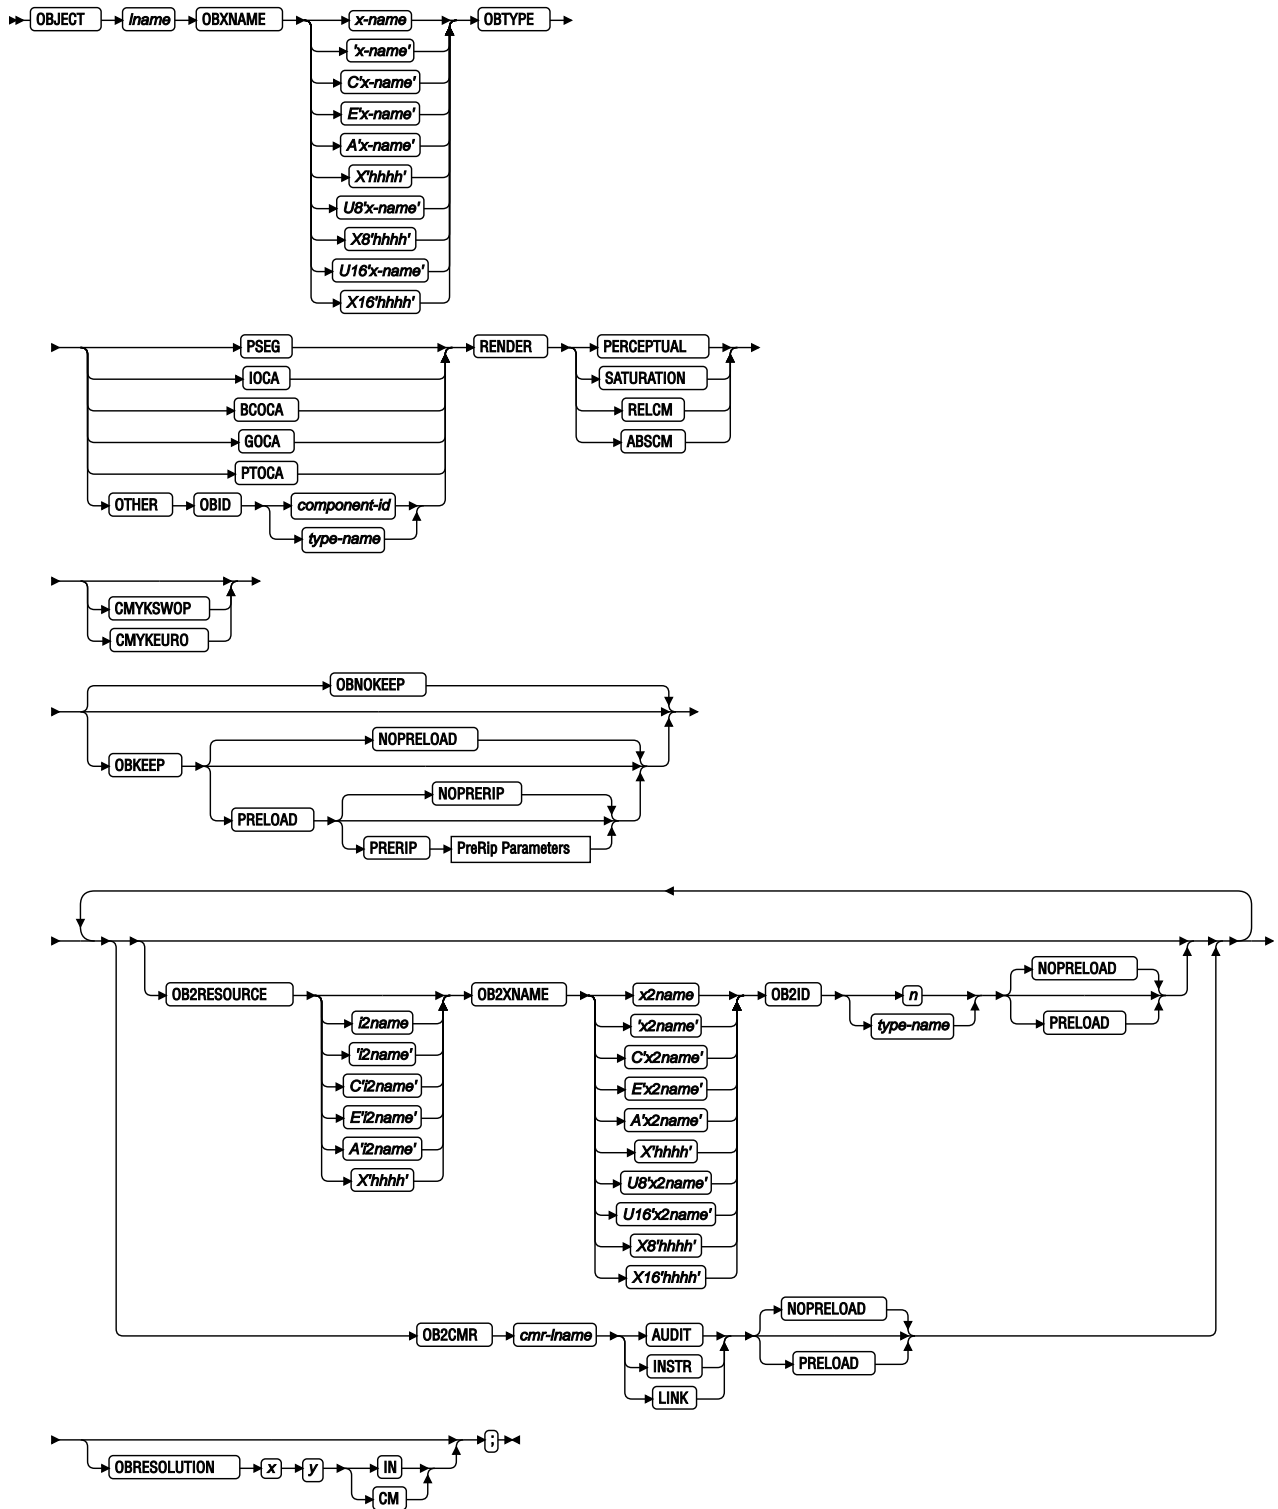 OBJECT lname OBXNAME x-name OBTYPE
'x-name'
C'x-name'
E'x-name'
A'x-name'
X'hhhh'
U8'x-name'
X8'hhhh'
U16'x-name'
X16'hhhh'
PSEG RENDER PERCEPTUAL
IOCA SATURATION
BCOCA RELCM
GOCA ABSCM
PTOCA
OTHER OBID component-id
type-name
CMYKSWOP
CMYKEURO
OBNOKEEP
NOPRELOAD
OBKEEP
NOPRERIP
PRELOAD
PRERIP PreRip Parameters
NOPRELOAD
OB2RESOURCE OB2XNAME x2name OB2ID n
i2name 'x2name' type-name PRELOAD
'i2name' C'x2name'
C'i2name' E'x2name'
E'i2name' A'x2name'
A'i2name' X'hhhh'
X'hhhh' U8'x2name'
U16'x2name'
X8'hhhh'
X16'hhhh'
NOPRELOAD
OB2CMR cmr-lname AUDIT
INSTR PRELOAD
LINK
;
OBRESOLUTION x y IN
CM